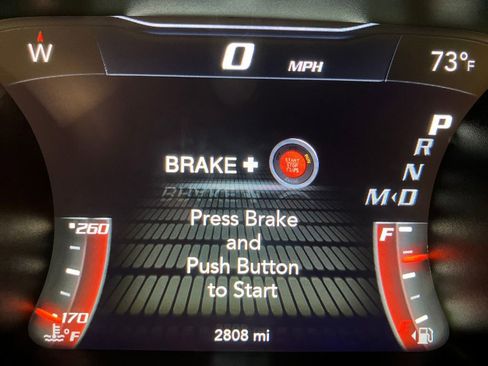 W
0 MPH
73°F
P
R
N
M D
BRAKE + START STOP
Press Brake
and
Push Button
to Start
260
170
°F
F
2808 mi